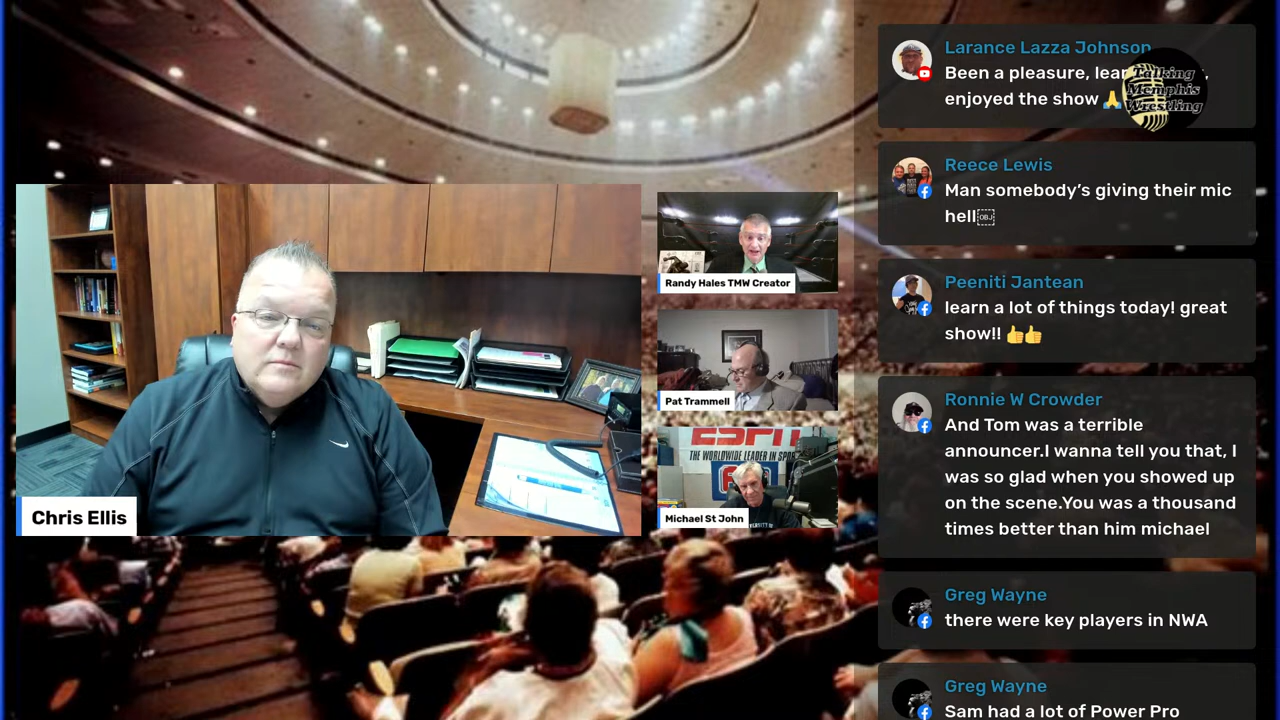 Larance Lazza Johnson
Been a pleasure,
enjoyed the show 🙏
Talking
Memphis
Wrestling
Reece Lewis
Man somebody’s giving their mic
hell￼
Peeniti Jantean
learn a lot of things today! great
show!! 👍👍
Ronnie W Crowder
And Tom was a terrible
announcer.I wanna tell you that, I
was so glad when you showed up
on the scene.You was a thousand
times better than him michael
Greg Wayne
there were key players in NWA
Greg Wayne
Sam had a lot of Power Pro
Chris Ellis
Randy Hales TMW Creator
Pat Trammell
ESPN
THE WORLDWIDE LEADER IN SPOR
Michael St John